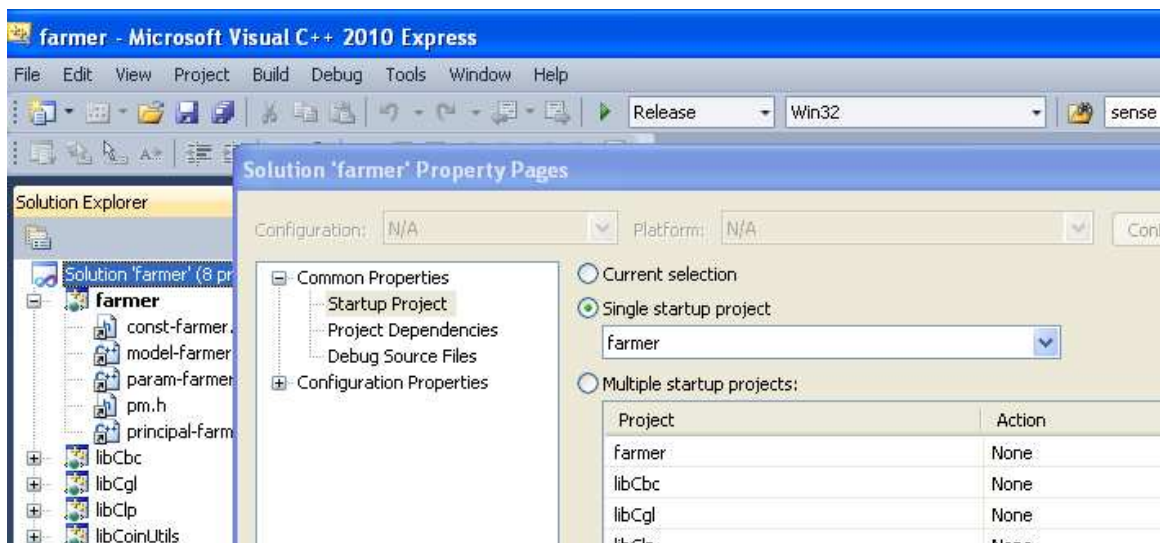 farmer - Microsoft Visual C++ 2010 Express
File Edit View Project Build Debug Tools Window Help
Release Win32 sense
Solution 'farmer' Property Pages
Solution Explorer
Configuration: N/A Platform: N/A
Solution 'farmer' (8 pr
farmer
const-farmer.
model-farmer
param-farmer
pm.h
principal-farm
libCbc
libCgl
libClp
libCoinUtils
Common Properties
Startup Project
Project Dependencies
Debug Source Files
Configuration Properties
Current selection
Single startup project
farmer
Multiple startup projects:
Project Action
farmer None
libCbc None
libCgl None